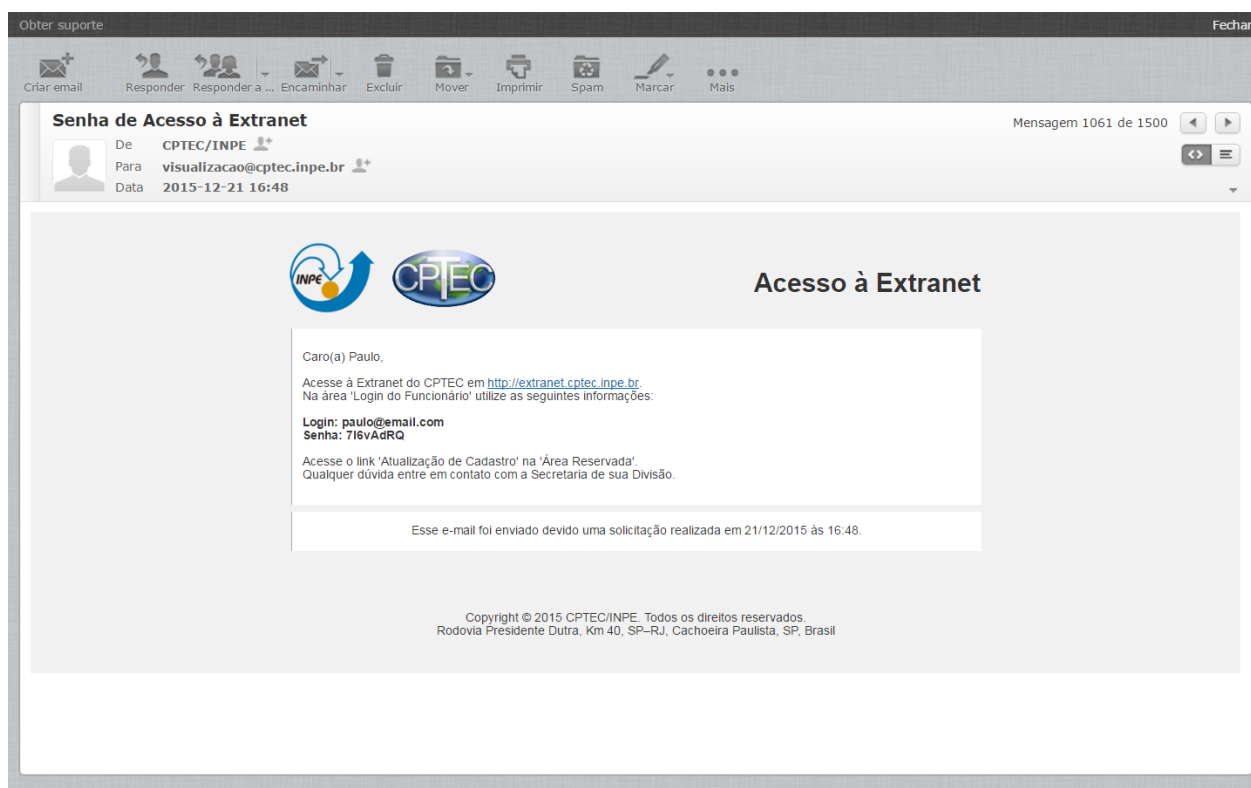 Obter suporte
Fechar
Criar email
Responder
Responder a ...
Encaminhar
Excluir
Mover
Imprimir
Spam
Marcar
Mais
Senha de Acesso à Extranet
Mensagem 1061 de 1500
De CPTEC/INPE
Para visualizacao@cptec.inpe.br
Data 2015-12-21 16:48
INPE
CPTEC
Acesso à Extranet
Caro(a) Paulo,
Acesse à Extranet do CPTEC em http://extranet.cptec.inpe.br.
Na área 'Login do Funcionário' utilize as seguintes informações:
Login: paulo@email.com
Senha: 7I6vAdRQ
Acesse o link 'Atualização de Cadastro' na 'Área Reservada'.
Qualquer dúvida entre em contato com a Secretaria de sua Divisão.
Esse e-mail foi enviado devido uma solicitação realizada em 21/12/2015 às 16:48.
Copyright © 2015 CPTEC/INPE. Todos os direitos reservados.
Rodovia Presidente Dutra, Km 40, SP–RJ, Cachoeira Paulista, SP, Brasil